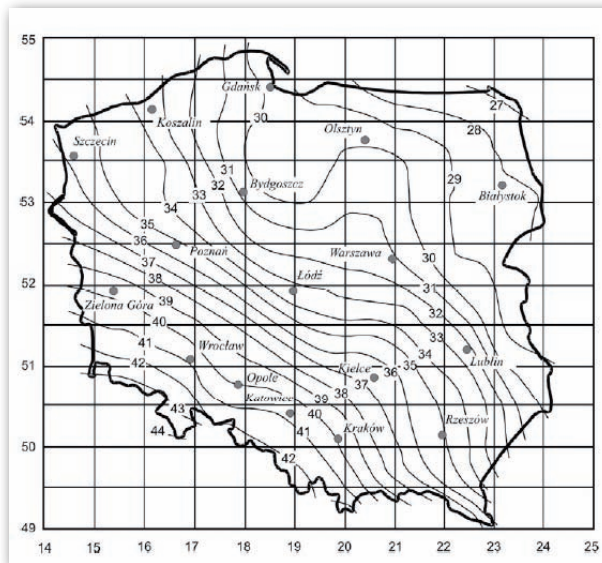 55
Gdańsk
27
54
Koszalin
30
Olsztyn
28
Szczecin
31
29
32
Bydgoszcz
Białystok
53
33
34
35
36
Poznań
37
Warszawa
30
52
38
Łódź
31
Zielona Góra
39
32
40
33
41
Wrocław
34
Lublin
51
42
Kielce
36
35
Opole
37
Katowice
39
38
43
40
Rzeszów
44
41
Kraków
50
42
49
14 15 16 17 18 19 20 21 22 23 24 25